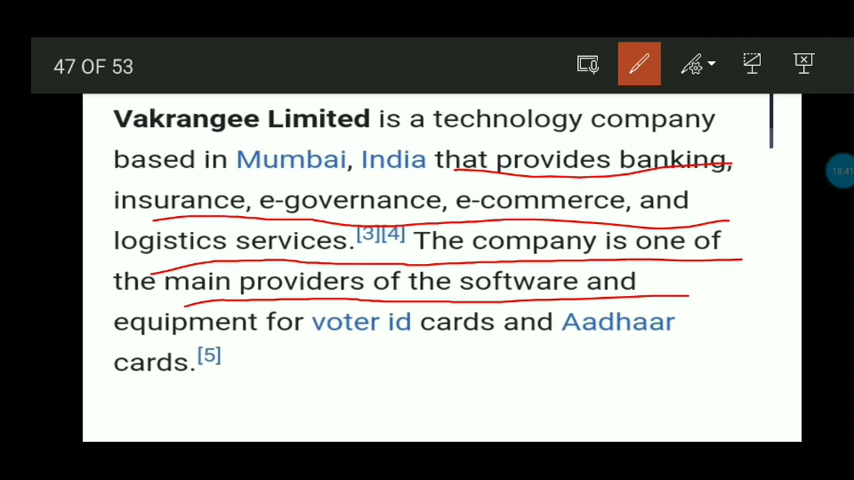 47 OF 53
Vakrangee Limited is a technology company
based in Mumbai, India that provides banking,
insurance, e-governance, e-commerce, and
logistics services.[3][4] The company is one of
the main providers of the software and
equipment for voter id cards and Aadhaar
cards.[5]
18:41